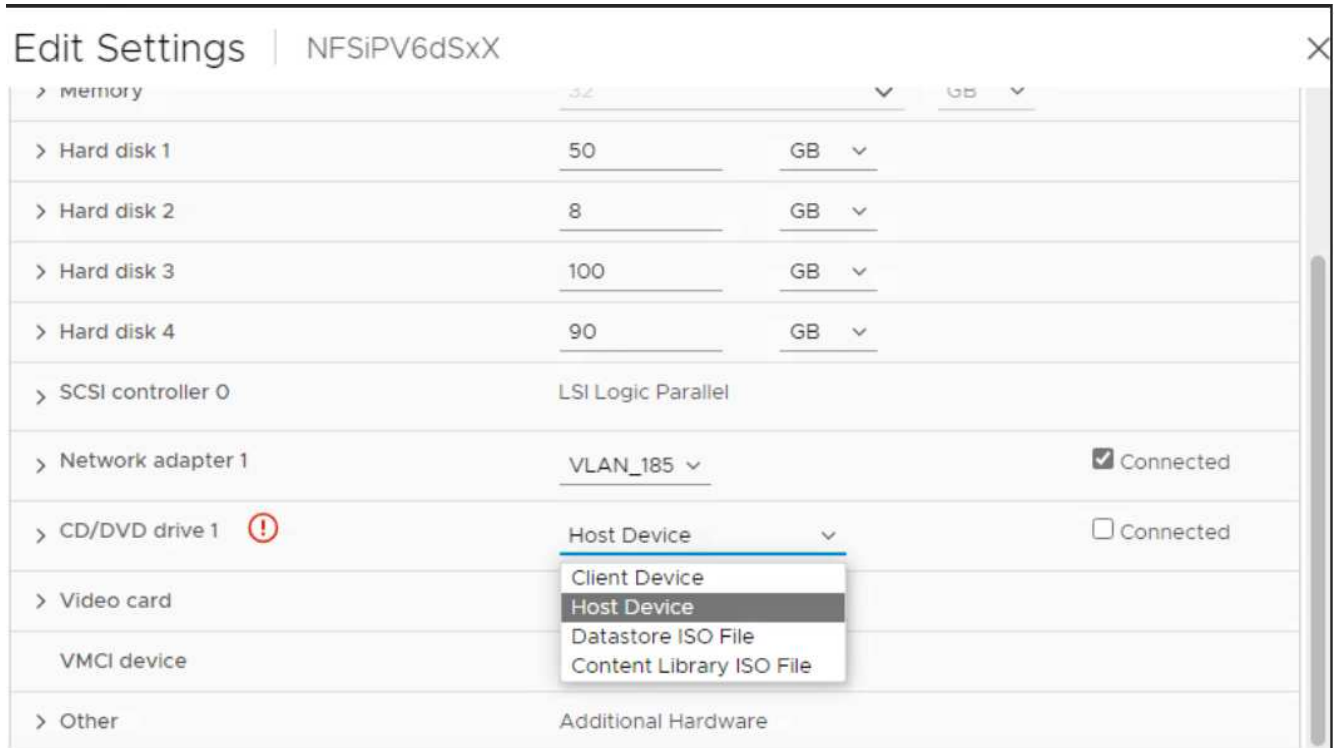 Edit Settings | NFSiPV6dSxX
Memory 32 GB
Hard disk 1 50 GB
Hard disk 2 8 GB
Hard disk 3 100 GB
Hard disk 4 90 GB
SCSI controller 0 LSI Logic Parallel
Network adapter 1 VLAN_185 Connected
CD/DVD drive 1 Host Device Connected
Client Device
Video card Host Device
Datastore ISO File
VMCI device Content Library ISO File
Other Additional Hardware